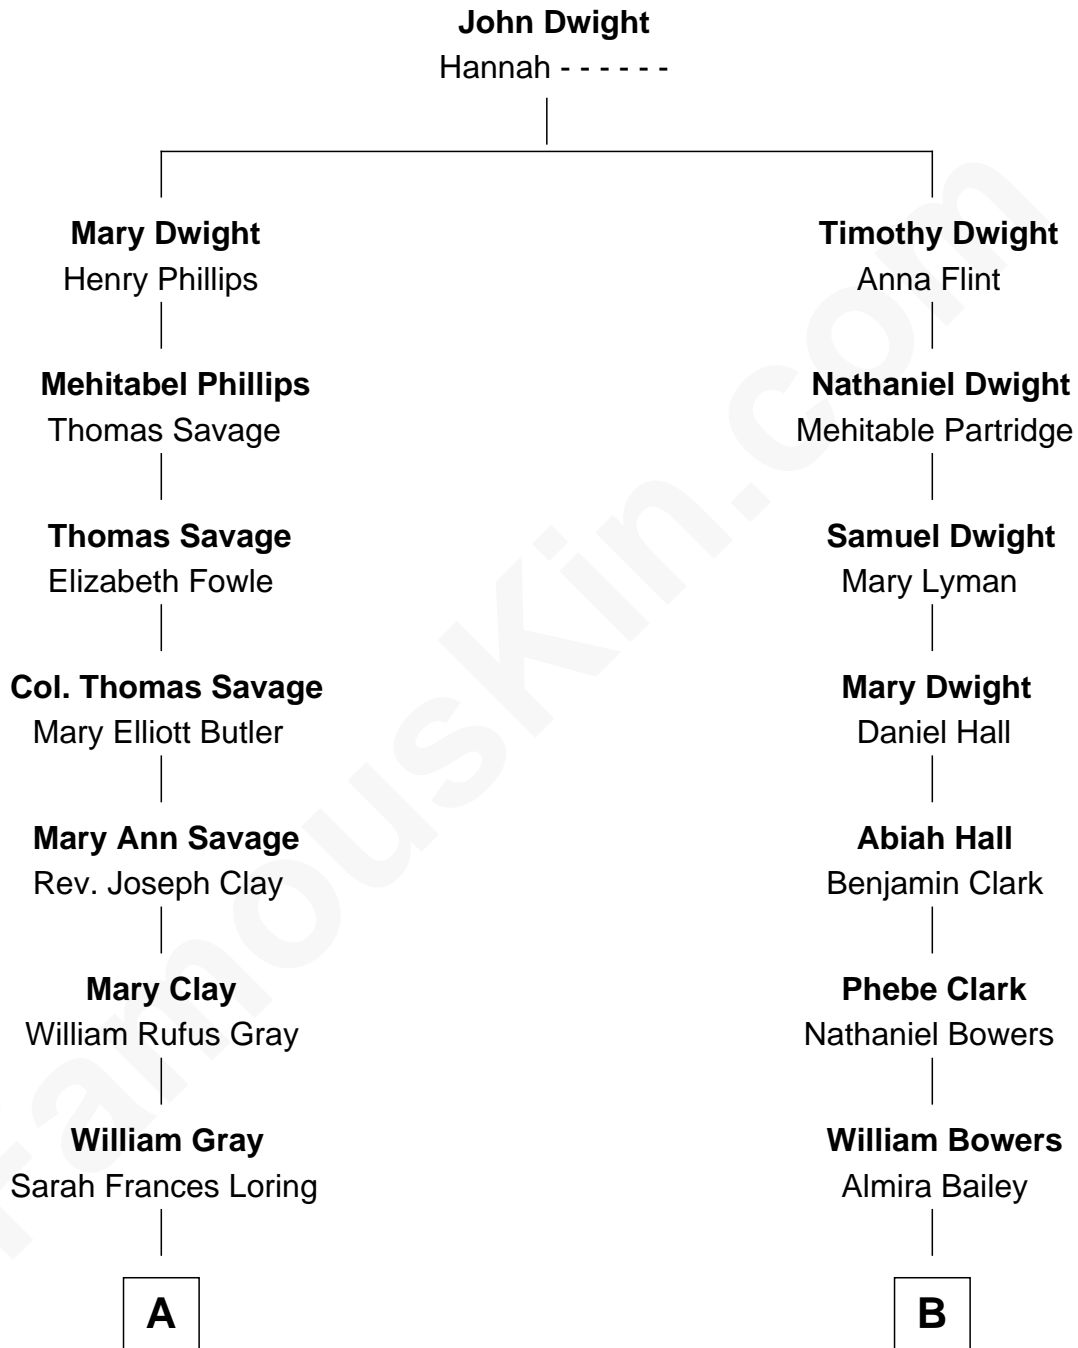 John Dwight
Hannah - - - - - -
Mary Dwight
Henry Phillips
Timothy Dwight
Anna Flint
Mehitabel Phillips
Thomas Savage
Nathaniel Dwight
Mehitable Partridge
Thomas Savage
Elizabeth Fowle
Samuel Dwight
Mary Lyman
Col. Thomas Savage
Mary Elliott Butler
Mary Dwight
Daniel Hall
Mary Ann Savage
Rev. Joseph Clay
Abiah Hall
Benjamin Clark
Mary Clay
William Rufus Gray
Phebe Clark
Nathaniel Bowers
William Gray
Sarah Frances Loring
William Bowers
Almira Bailey
A
B
FamousKin.com